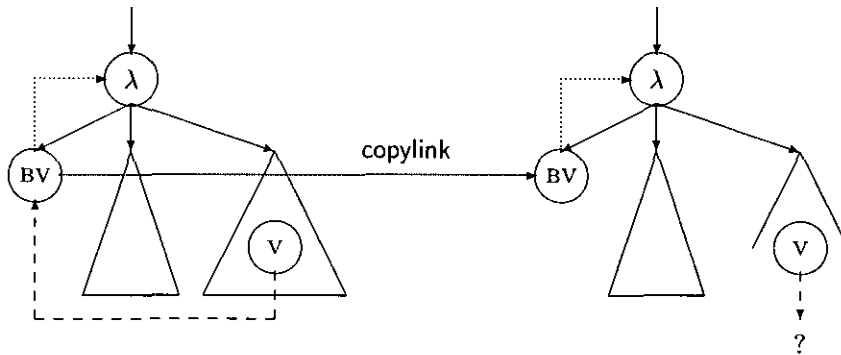 λ λ
copylink
BV BV
V V
?